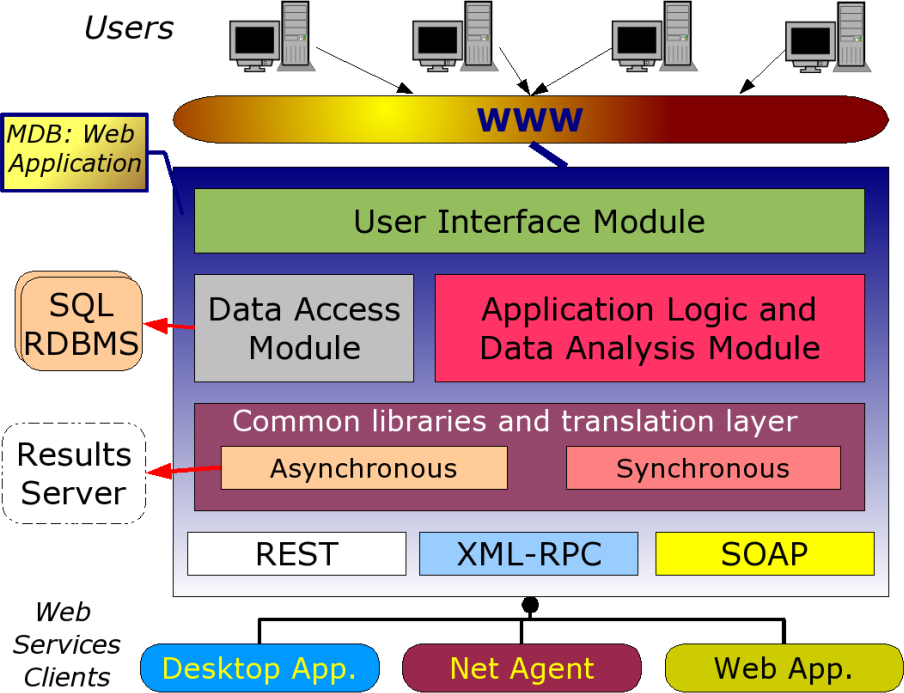 Users
WWW
MDB: Web
Application
User Interface Module
Data Access
Module
Application Logic and
Data Analysis Module
SQL
RDBMS
Common libraries and translation layer
Asynchronous
Synchronous
Results
Server
REST
XML-RPC
SOAP
Web
Services
Clients
Desktop App.
Net Agent
Web App.